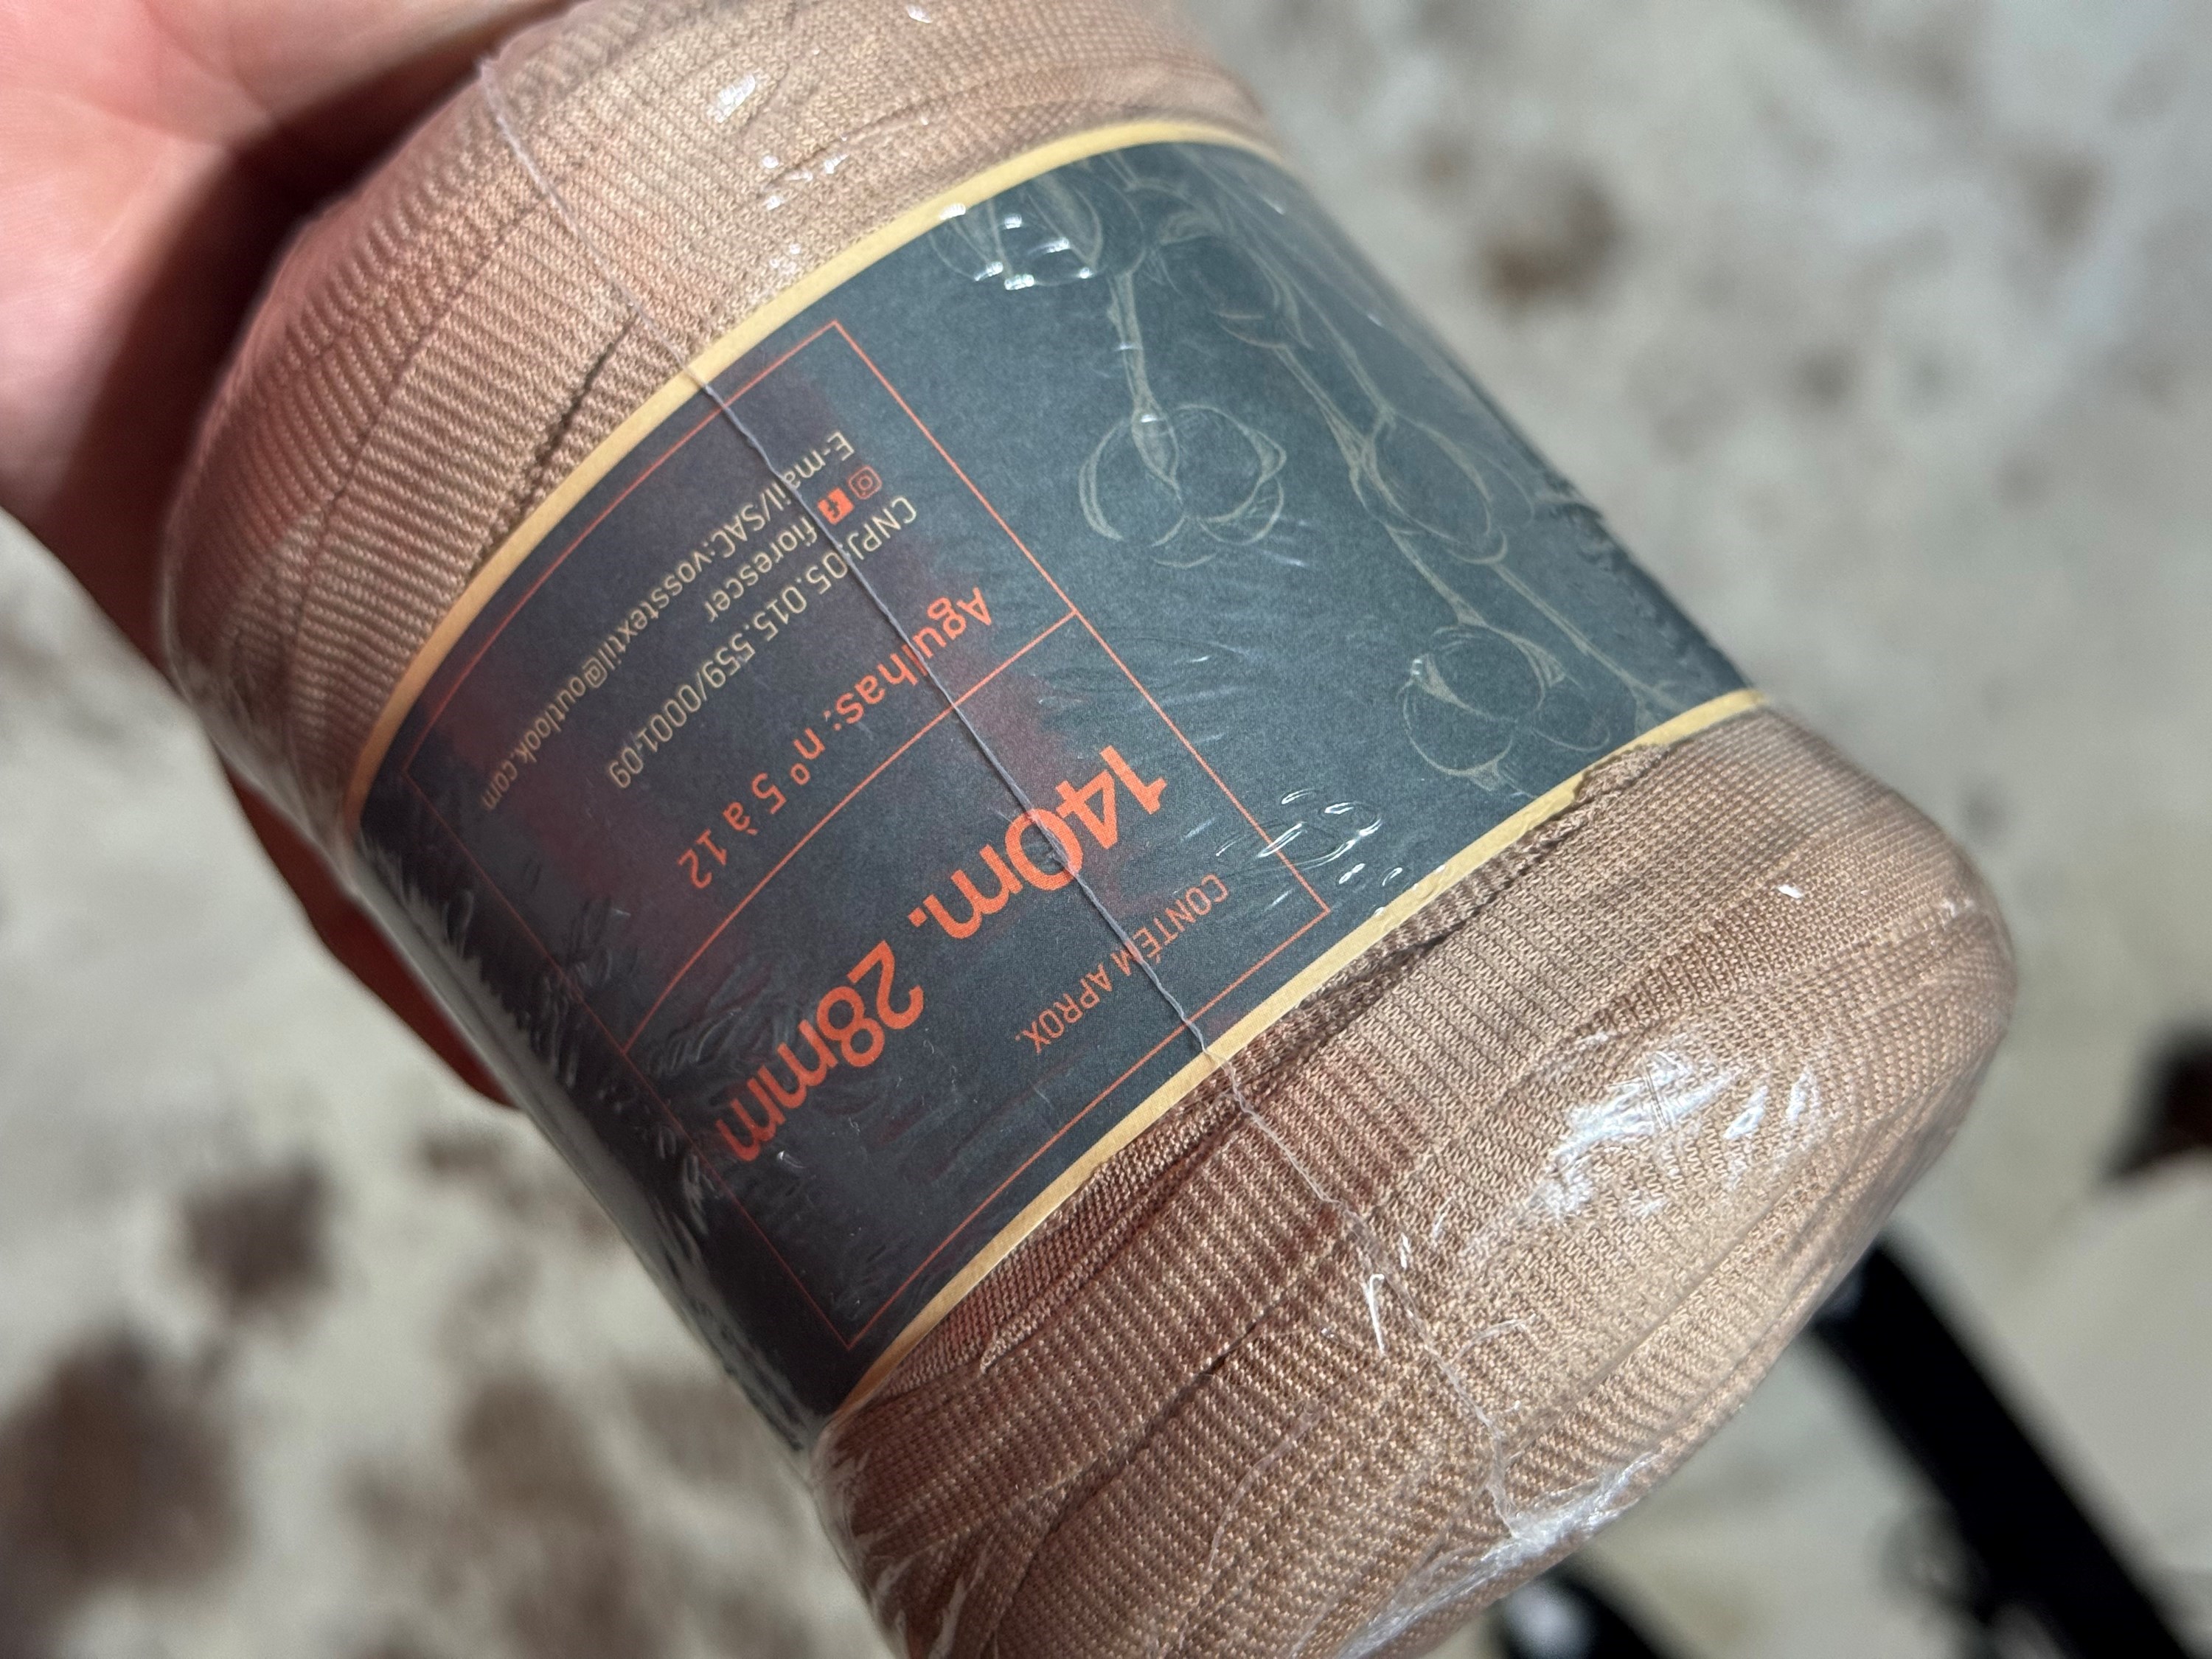 CONTÉM APROX.
140m. 28mm
Agulhas: nº 5 à 12
CNPJ:05.015.559/0001-09
fiorescer
E-mail/SAC:vosstextil@outlook.com